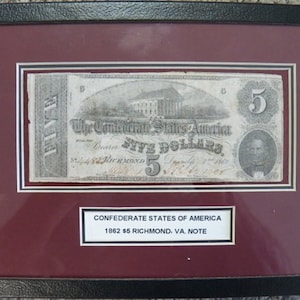 5
5
FIVE
The Confederate States of America
FIVE DOLLARS
RICHMOND
5
CONFEDERATE STATES OF AMERICA
1862 $5 RICHMOND. VA. NOTE